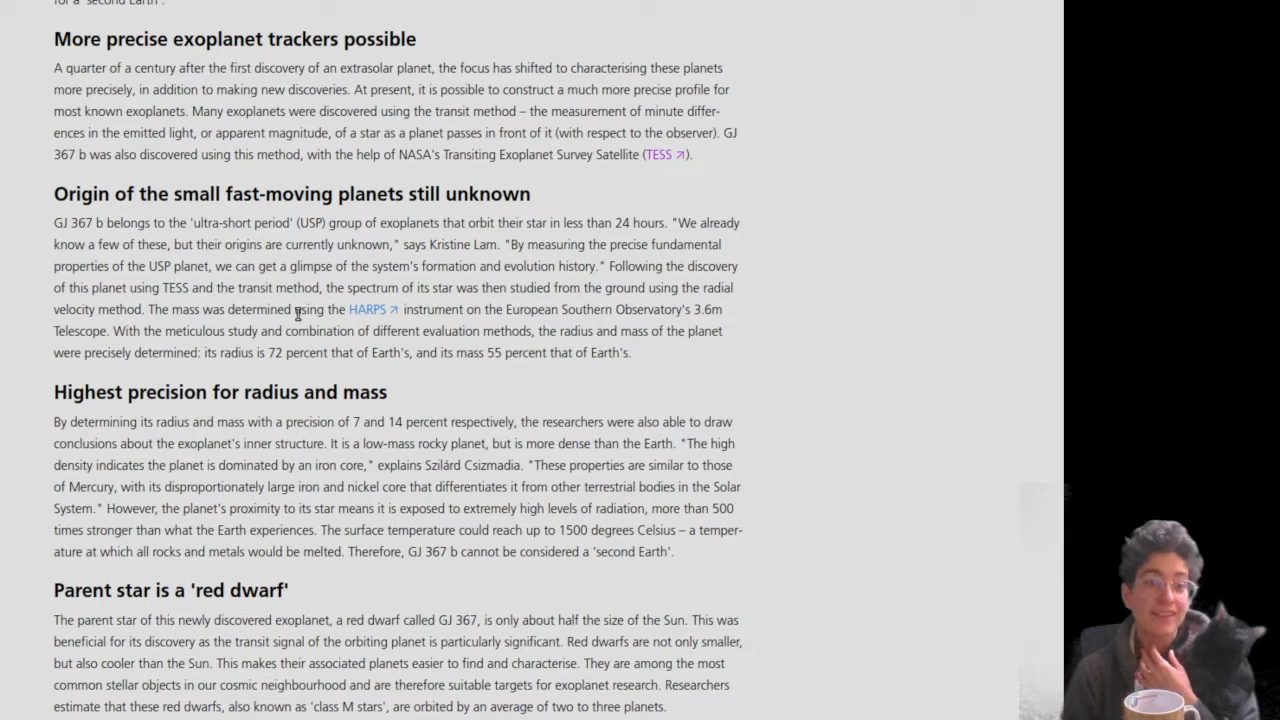 for a 'second Earth'.
More precise exoplanet trackers possible
A quarter of a century after the first discovery of an extrasolar planet, the focus has shifted to characterising these planets
more precisely, in addition to making new discoveries. At present, it is possible to construct a much more precise profile for
most known exoplanets. Many exoplanets were discovered using the transit method – the measurement of minute differ-
ences in the emitted light, or apparent magnitude, of a star as a planet passes in front of it (with respect to the observer). GJ
367 b was also discovered using this method, with the help of NASA's Transiting Exoplanet Survey Satellite (TESS ↗).
Origin of the small fast-moving planets still unknown
GJ 367 b belongs to the 'ultra-short period' (USP) group of exoplanets that orbit their star in less than 24 hours. "We already
know a few of these, but their origins are currently unknown," says Kristine Lam. "By measuring the precise fundamental
properties of the USP planet, we can get a glimpse of the system's formation and evolution history." Following the discovery
of this planet using TESS and the transit method, the spectrum of its star was then studied from the ground using the radial
velocity method. The mass was determined using the HARPS ↗ instrument on the European Southern Observatory's 3.6m
Telescope. With the meticulous study and combination of different evaluation methods, the radius and mass of the planet
were precisely determined: its radius is 72 percent that of Earth's, and its mass 55 percent that of Earth's.
Highest precision for radius and mass
By determining its radius and mass with a precision of 7 and 14 percent respectively, the researchers were also able to draw
conclusions about the exoplanet's inner structure. It is a low-mass rocky planet, but is more dense than the Earth. "The high
density indicates the planet is dominated by an iron core," explains Szilárd Csizmadia. "These properties are similar to those
of Mercury, with its disproportionately large iron and nickel core that differentiates it from other terrestrial bodies in the Solar
System." However, the planet's proximity to its star means it is exposed to extremely high levels of radiation, more than 500
times stronger than what the Earth experiences. The surface temperature could reach up to 1500 degrees Celsius – a temper-
ature at which all rocks and metals would be melted. Therefore, GJ 367 b cannot be considered a 'second Earth'.
Parent star is a 'red dwarf'
The parent star of this newly discovered exoplanet, a red dwarf called GJ 367, is only about half the size of the Sun. This was
beneficial for its discovery as the transit signal of the orbiting planet is particularly significant. Red dwarfs are not only smaller,
but also cooler than the Sun. This makes their associated planets easier to find and characterise. They are among the most
common stellar objects in our cosmic neighbourhood and are therefore suitable targets for exoplanet research. Researchers
estimate that these red dwarfs, also known as 'class M stars', are orbited by an average of two to three planets.